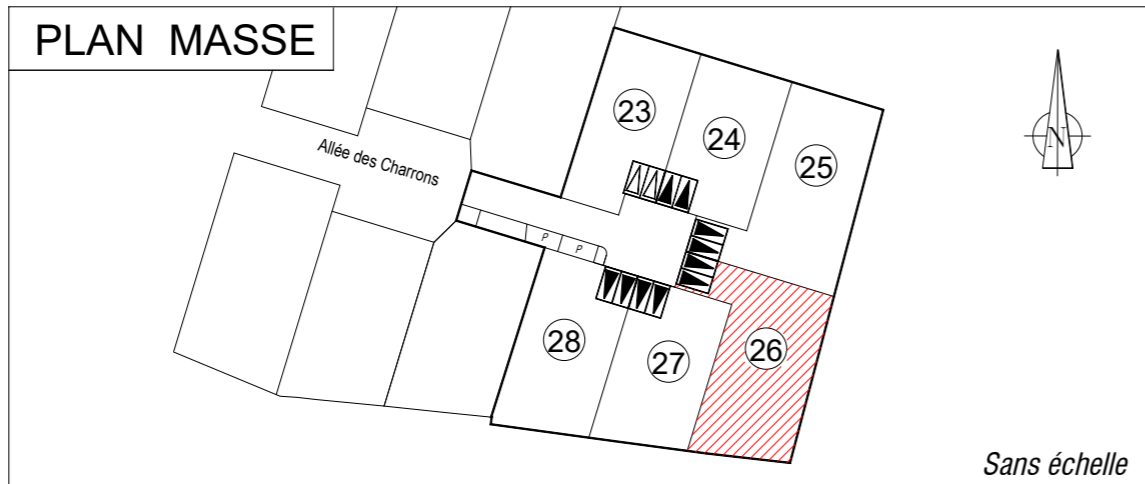 PLAN MASSE
23
24
25
Allée des Charrons
N
P P
28
27
26
Sans échelle